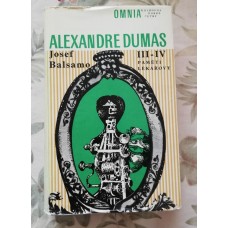 OMNIA
ALEXANDRE DUMAS
Josef
Balsamo
III-IV
PAMĚTI
LÉKAŘOVY